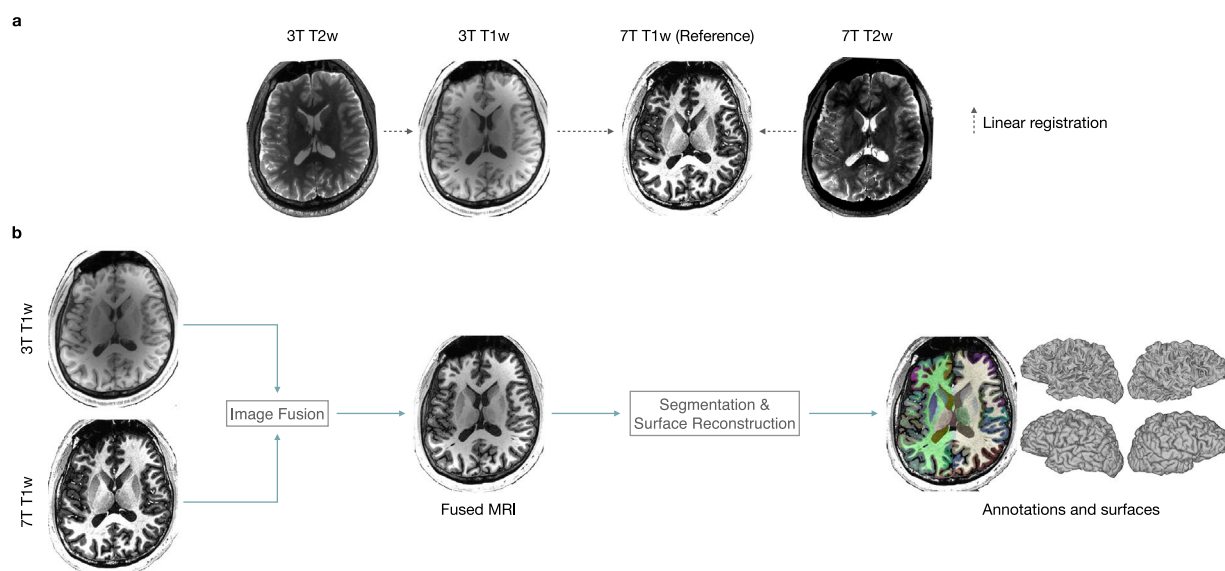 a
3T T2w
3T T1w
7T T1w (Reference)
7T T2w
Linear registration
b
3T T1w
7T T1w
Image Fusion
Fused MRI
Segmentation &
Surface Reconstruction
Annotations and surfaces